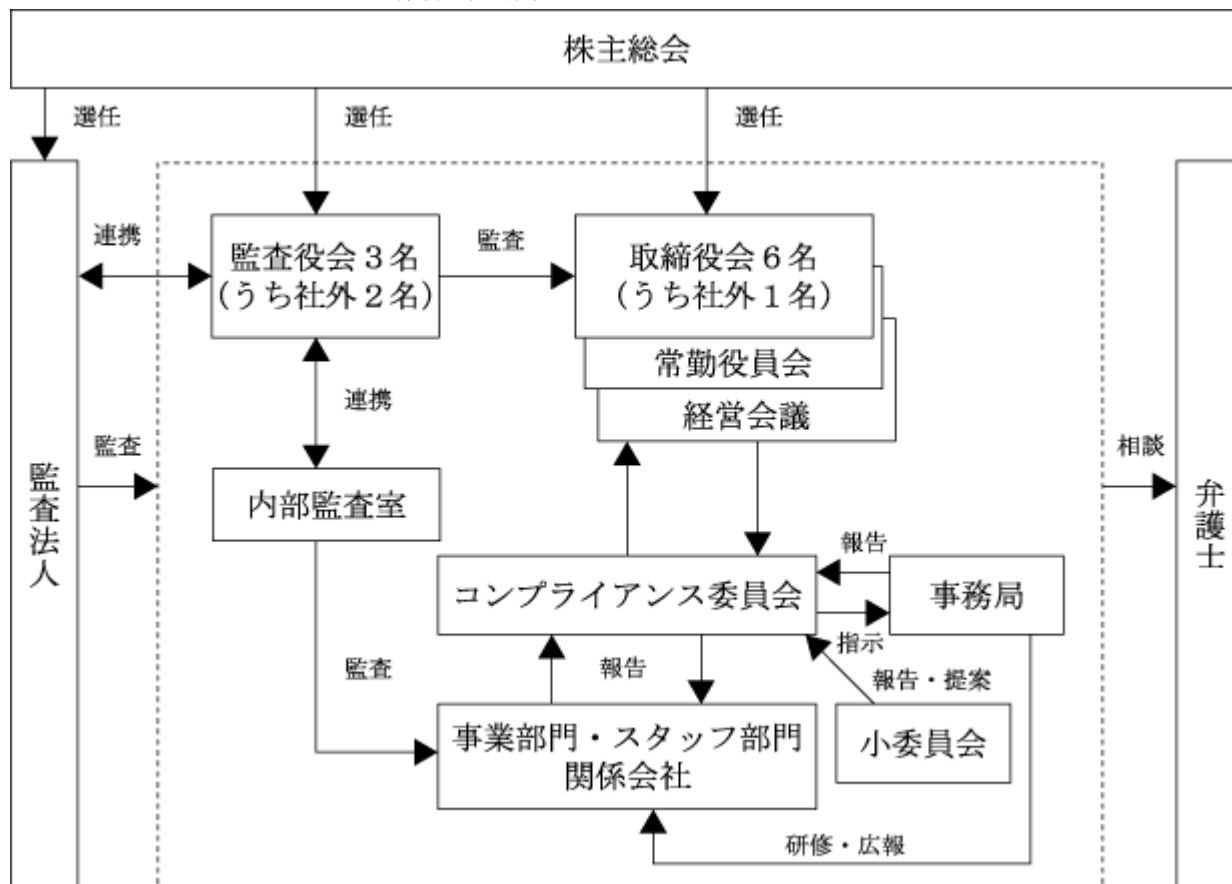 株主総会
選任
選任
選任
連携
監査役会３名
(うち社外２名)
監査
取締役会６名
(うち社外１名)
常勤役員会
経営会議
連携
監査
相談
監査法人
弁護士
内部監査室
報告
コンプライアンス委員会
事務局
指示
監査
報告
報告・提案
事業部門・スタッフ部門
関係会社
小委員会
研修・広報